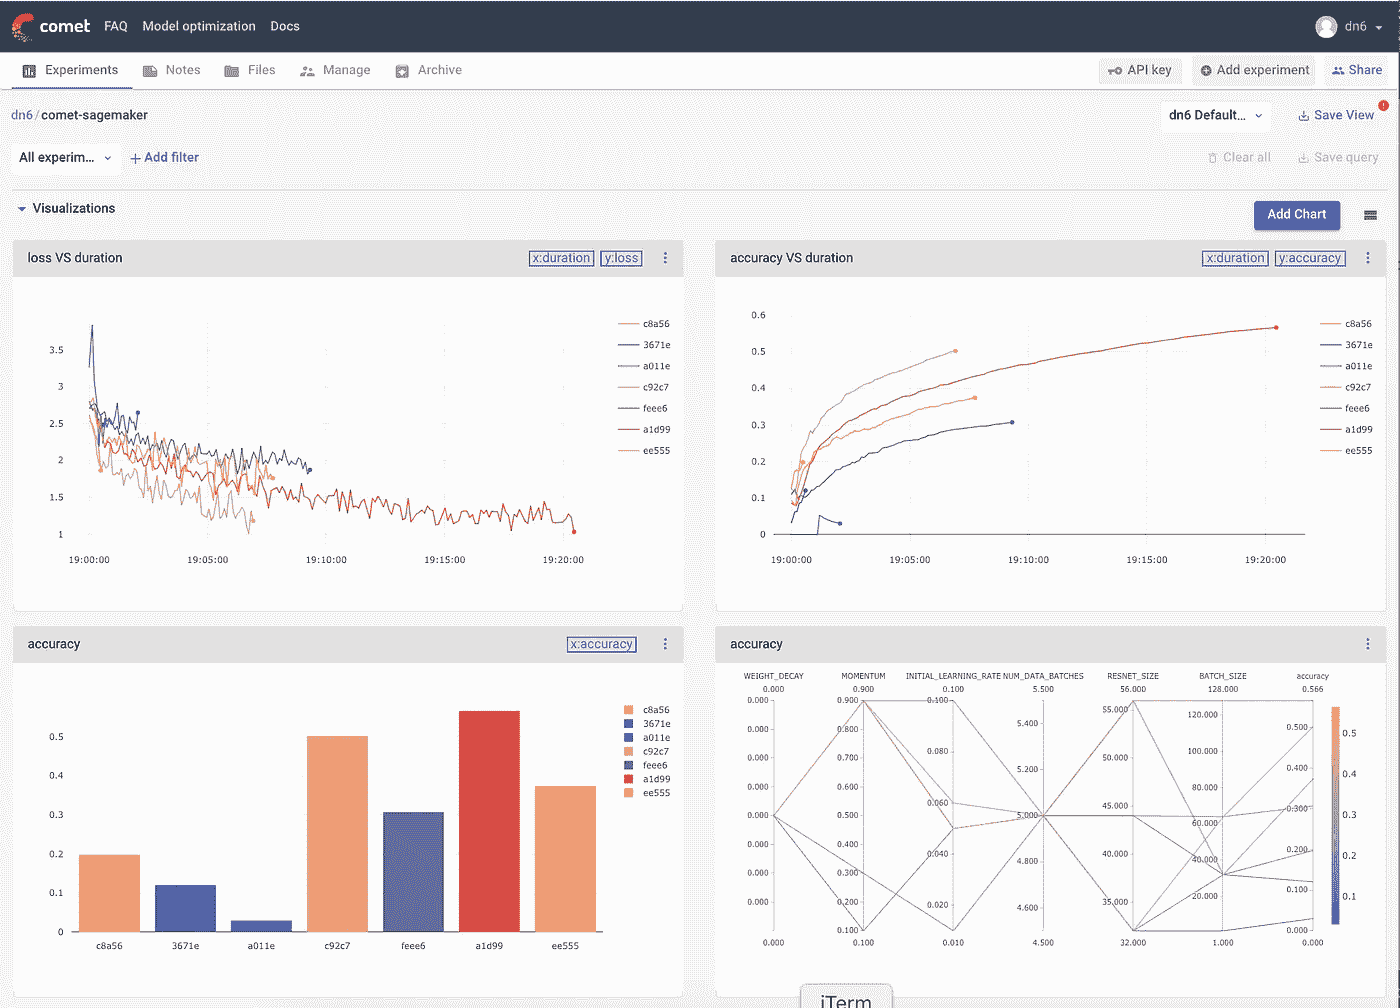 comet FAQ Model optimization Docs dn6
Experiments Notes Files Manage Archive API key Add experiment Share
dn6/comet-sagemaker dn6 Default... Save View
All experim... + Add filter Clear all Save query
Visualizations Add Chart
loss VS duration x:duration y:loss
3.5
3
2.5
2
1.5
1
19:00:00 19:05:00 19:10:00 19:15:00 19:20:00
c8a56
3671e
a011e
c92c7
feee6
a1d99
ee555
accuracy VS duration x:duration y:accuracy
0.6
0.5
0.4
0.3
0.2
0.1
0
19:00:00 19:05:00 19:10:00 19:15:00 19:20:00
c8a56
3671e
a011e
c92c7
feee6
a1d99
ee555
accuracy x:accuracy
0.5
0.4
0.3
0.2
0.1
0
c8a56 3671e a011e c92c7 feee6 a1d99 ee555
c8a56
3671e
a011e
c92c7
feee6
a1d99
ee555
accuracy
WEIGHT_DECAY MOMENTUM INITIAL_LEARNING_RATE NUM_DATA_BATCHES RESNET_SIZE BATCH_SIZE accuracy
0.000 0.900 0.100 5.500 56.000 128.000 0.566
0.000
0.000
0.000
0.000
0.000
0.000
0.000
0.000
0.000
0.900
0.800
0.700
0.600
0.500
0.400
0.300
0.200
0.100
0.100
0.100
0.080
0.060
0.040
0.020
0.010
5.400
5.200
5.000
4.800
4.600
4.500
55.000
50.000
45.000
40.000
35.000
32.000
120.000
100.000
80.000
60.000
40.000
20.000
1.000
0.500
0.400
0.300
0.200
0.100
0.000
0.000
0.5
0.4
0.3
0.2
0.1
iTerm